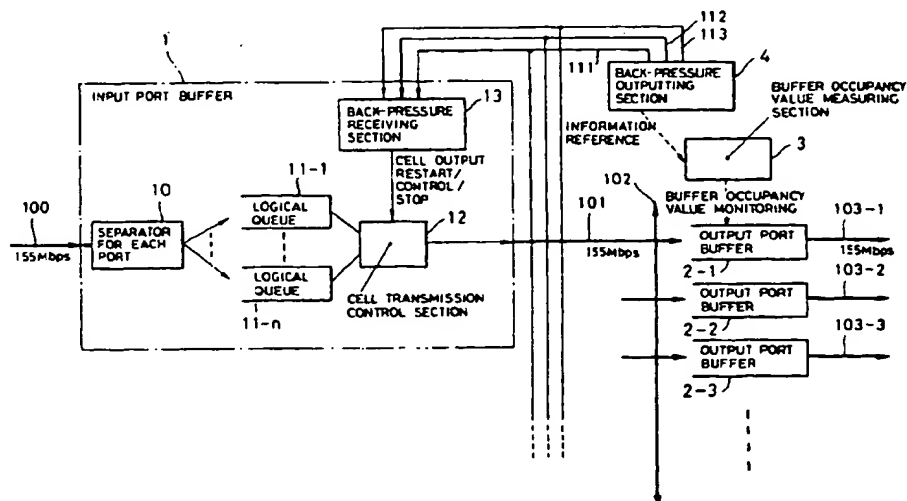 1
INPUT PORT BUFFER
13
BACK-PRESSURE
RECEIVING
SECTION
112
113
111
4
BACK-PRESSURE
OUTPUTTING
SECTION
BUFFER OCCUPANCY
VALUE MEASURING
SECTION
INFORMATION
REFERENCE
3
CELL OUTPUT
RESTART/
CONTROL/
STOP
11-1
LOGICAL
QUEUE
100
155Mbps
10
SEPARATOR
FOR EACH
PORT
12
101
155Mbps
102
BUFFER OCCUPANCY
VALUE MONITORING
OUTPUT PORT
BUFFER
2-1
103-1
155Mbps
LOGICAL
QUEUE
11-n
CELL TRANSMISSION
CONTROL SECTION
OUTPUT PORT
BUFFER
2-2
103-2
OUTPUT PORT
BUFFER
2-3
103-3